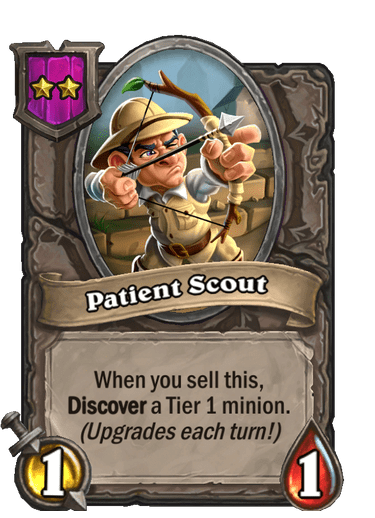 Patient Scout
When you sell this,
Discover a Tier 1 minion.
(Upgrades each turn!)
1
1